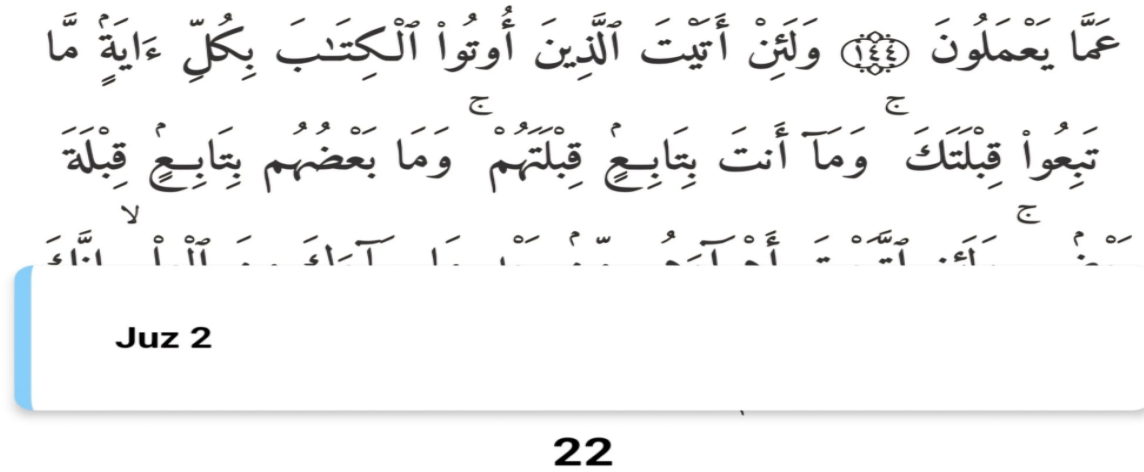 عَمَّا يَعْمَلُونَ ﴿١٤٤﴾ وَلَئِنْ أَتَيْتَ ٱلَّذِينَ أُوتُوا۟ ٱلْكِتَـٰبَ بِكُلِّ ءَايَةٍۢ مَّا
تَبِعُوا۟ قِبْلَتَكَ ۚ وَمَآ أَنتَ بِتَابِعٍۢ قِبْلَتَهُمْ ۚ وَمَا بَعْضُهُم بِتَابِعٍۢ قِبْلَةَ
Juz 2
22